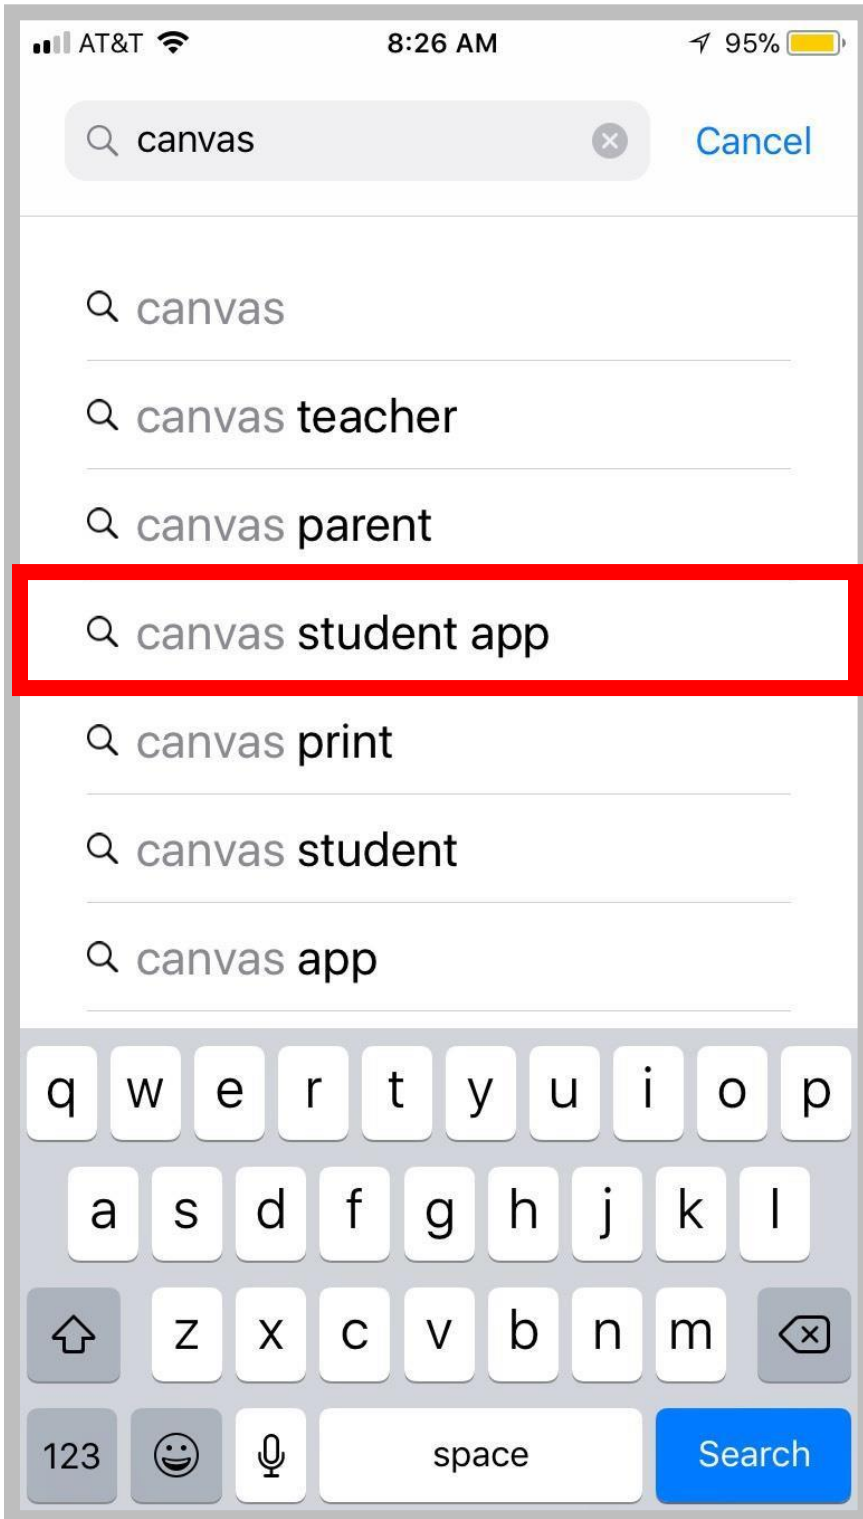 AT&T 8:26 AM 95%
canvas Cancel
canvas
canvas teacher
canvas parent
canvas student app
canvas print
canvas student
canvas app
q w e r t y u i o p
a s d f g h j k l
z x c v b n m
123 space Search